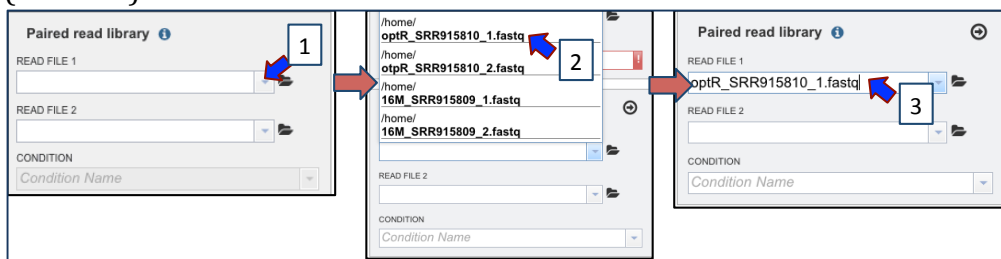 Paired read library
1
READ FILE 1
READ FILE 2
CONDITION
Condition Name
/home/
optR_SRR915810_1.fastq
/home/
otpR_SRR915810_2.fastq
2
!
/home/
16M_SRR915809_1.fastq
/home/
16M_SRR915809_2.fastq
READ FILE 2
CONDITION
Condition Name
Paired read library
READ FILE 1
optR_SRR915810_1.fastq
3
READ FILE 2
CONDITION
Condition Name